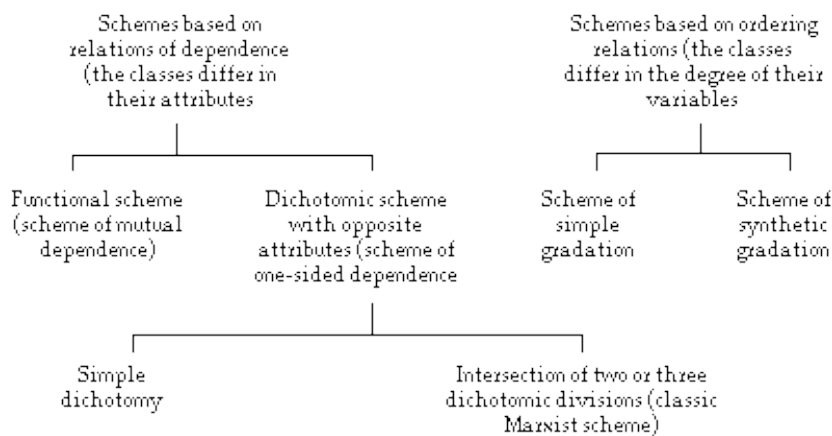 Schemes based on
relations of dependence
(the classes differ in
their attributes
Schemes based on ordering
relations (the classes
differ in the degree of their
variables
Functional scheme
(scheme of mutual
dependence)
Dichotomic scheme
with opposite
attributes (scheme of
one-sided dependence
Scheme of
simple
gradation
Scheme of
synthetic
gradation
Simple
dichotomy
Intersection of two or three
dichotomic divisions (classic
Marxist scheme)